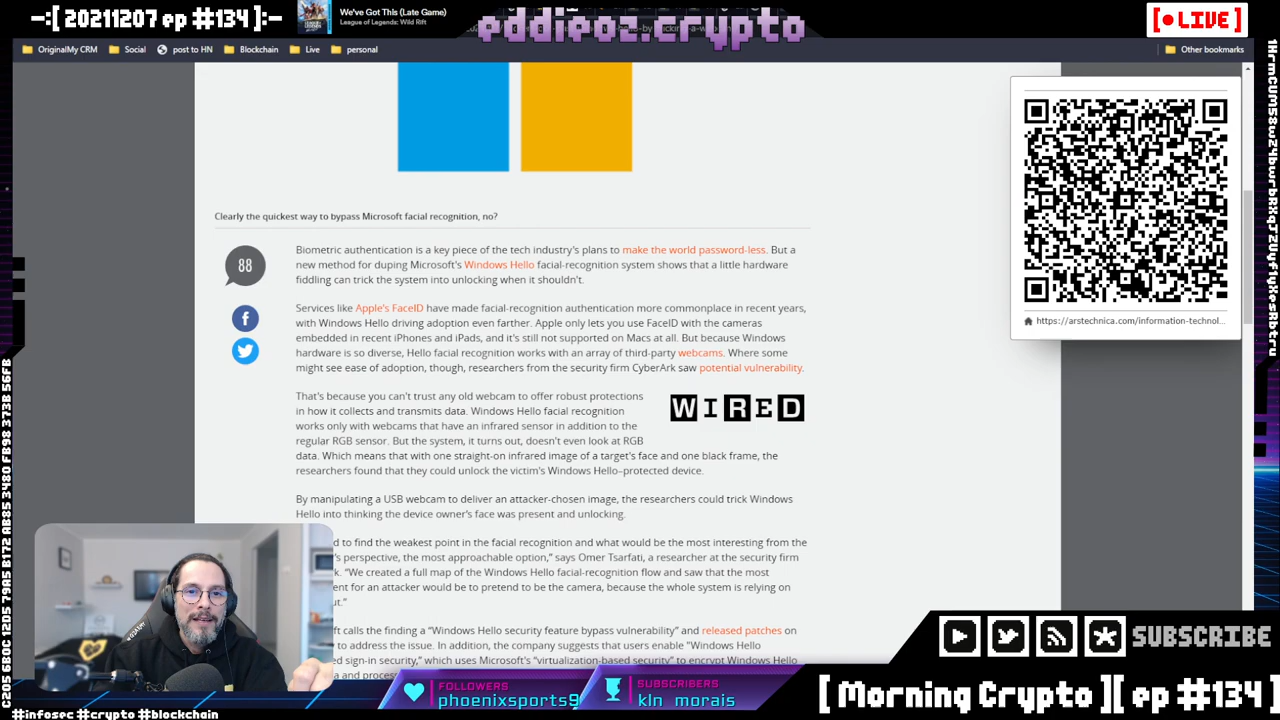 -:[ 20211207 ep #134 ]:-
We've Got This (Late Game)
League of Legends: Wild Rift
eddieoz.crypto
[ LIVE ]
OriginalMy CRM
Social
post to HN
Blockchain
Live
personal
Other bookmarks
Clearly the quickest way to bypass Microsoft facial recognition, no?
88
Biometric authentication is a key piece of the tech industry's plans to make the world password-less. But a
new method for duping Microsoft's Windows Hello facial-recognition system shows that a little hardware
fiddling can trick the system into unlocking when it shouldn't.
Services like Apple's FaceID have made facial-recognition authentication more commonplace in recent years,
with Windows Hello driving adoption even farther. Apple only lets you use FaceID with the cameras
embedded in recent iPhones and iPads, and it's still not supported on Macs at all. But because Windows
hardware is so diverse, Hello facial recognition works with an array of third-party webcams. Where some
might see ease of adoption, though, researchers from the security firm CyberArk saw potential vulnerability.
That's because you can't trust any old webcam to offer robust protections
in how it collects and transmits data. Windows Hello facial recognition
works only with webcams that have an infrared sensor in addition to the
regular RGB sensor. But the system, it turns out, doesn't even look at RGB
data. Which means that with one straight-on infrared image of a target's face and one black frame, the
researchers found that they could unlock the victim's Windows Hello–protected device.
WIRED
By manipulating a USB webcam to deliver an attacker-chosen image, the researchers could trick Windows
Hello into thinking the device owner's face was present and unlocking.
d to find the weakest point in the facial recognition and what would be the most interesting from the
's perspective, the most approachable option," says Omer Tsarfati, a researcher at the security firm
k. "We created a full map of the Windows Hello facial-recognition flow and saw that the most
ent for an attacker would be to pretend to be the camera, because the whole system is relying on
ut."
ft calls the finding a "Windows Hello security feature bypass vulnerability" and released patches on
y to address the issue. In addition, the company suggests that users enable "Windows Hello
ed sign-in security," which uses Microsoft's "virtualization-based security" to encrypt Windows Hello
https://arstechnica.com/information-technol...
SUBSCRIBE
FOLLOWERS
phoenixsports9
SUBSCRIBERS
kln_morais
[ Morning Crypto ][ ep #134 ]
#infosec #crypto #blockchain